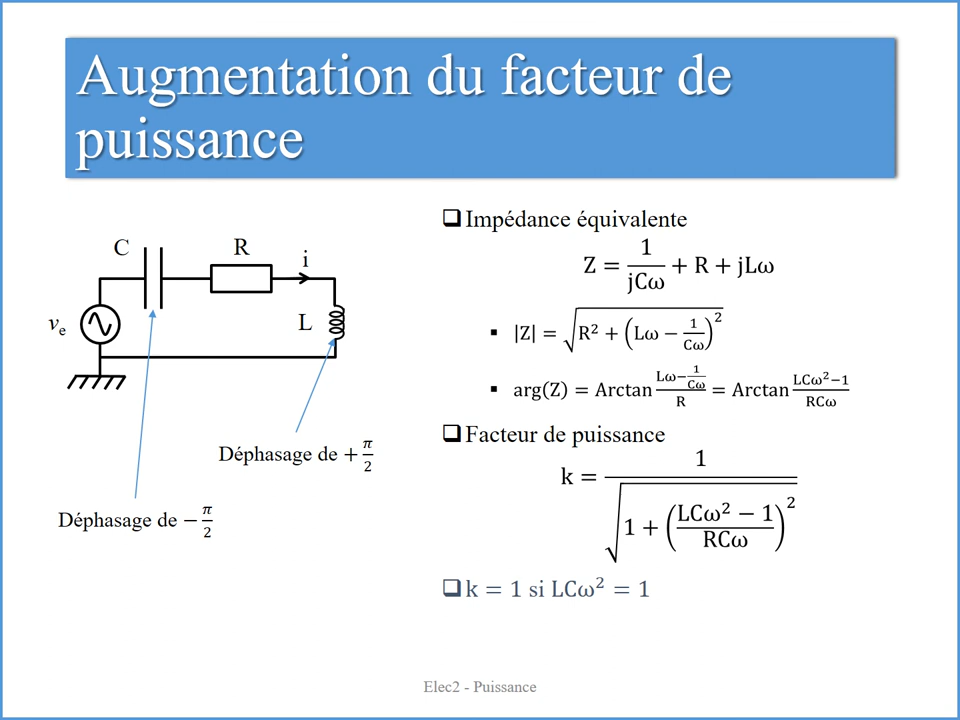 Augmentation du facteur de
puissance
C
R
i
vₑ
L
Déphasage de +π/2
Déphasage de −π/2
❑ Impédance équivalente
Z = 1/(jCω) + R + jLω
▪ |Z| = √(R² + (Lω − 1/(Cω))²)
▪ arg(Z) = Arctan (Lω−1/(Cω))/R = Arctan (LCω²−1)/(RCω)
❑ Facteur de puissance
k = 1/√(1 + ((LCω² − 1)/(RCω))²)
❑ k = 1 si LCω² = 1
Elec2 - Puissance